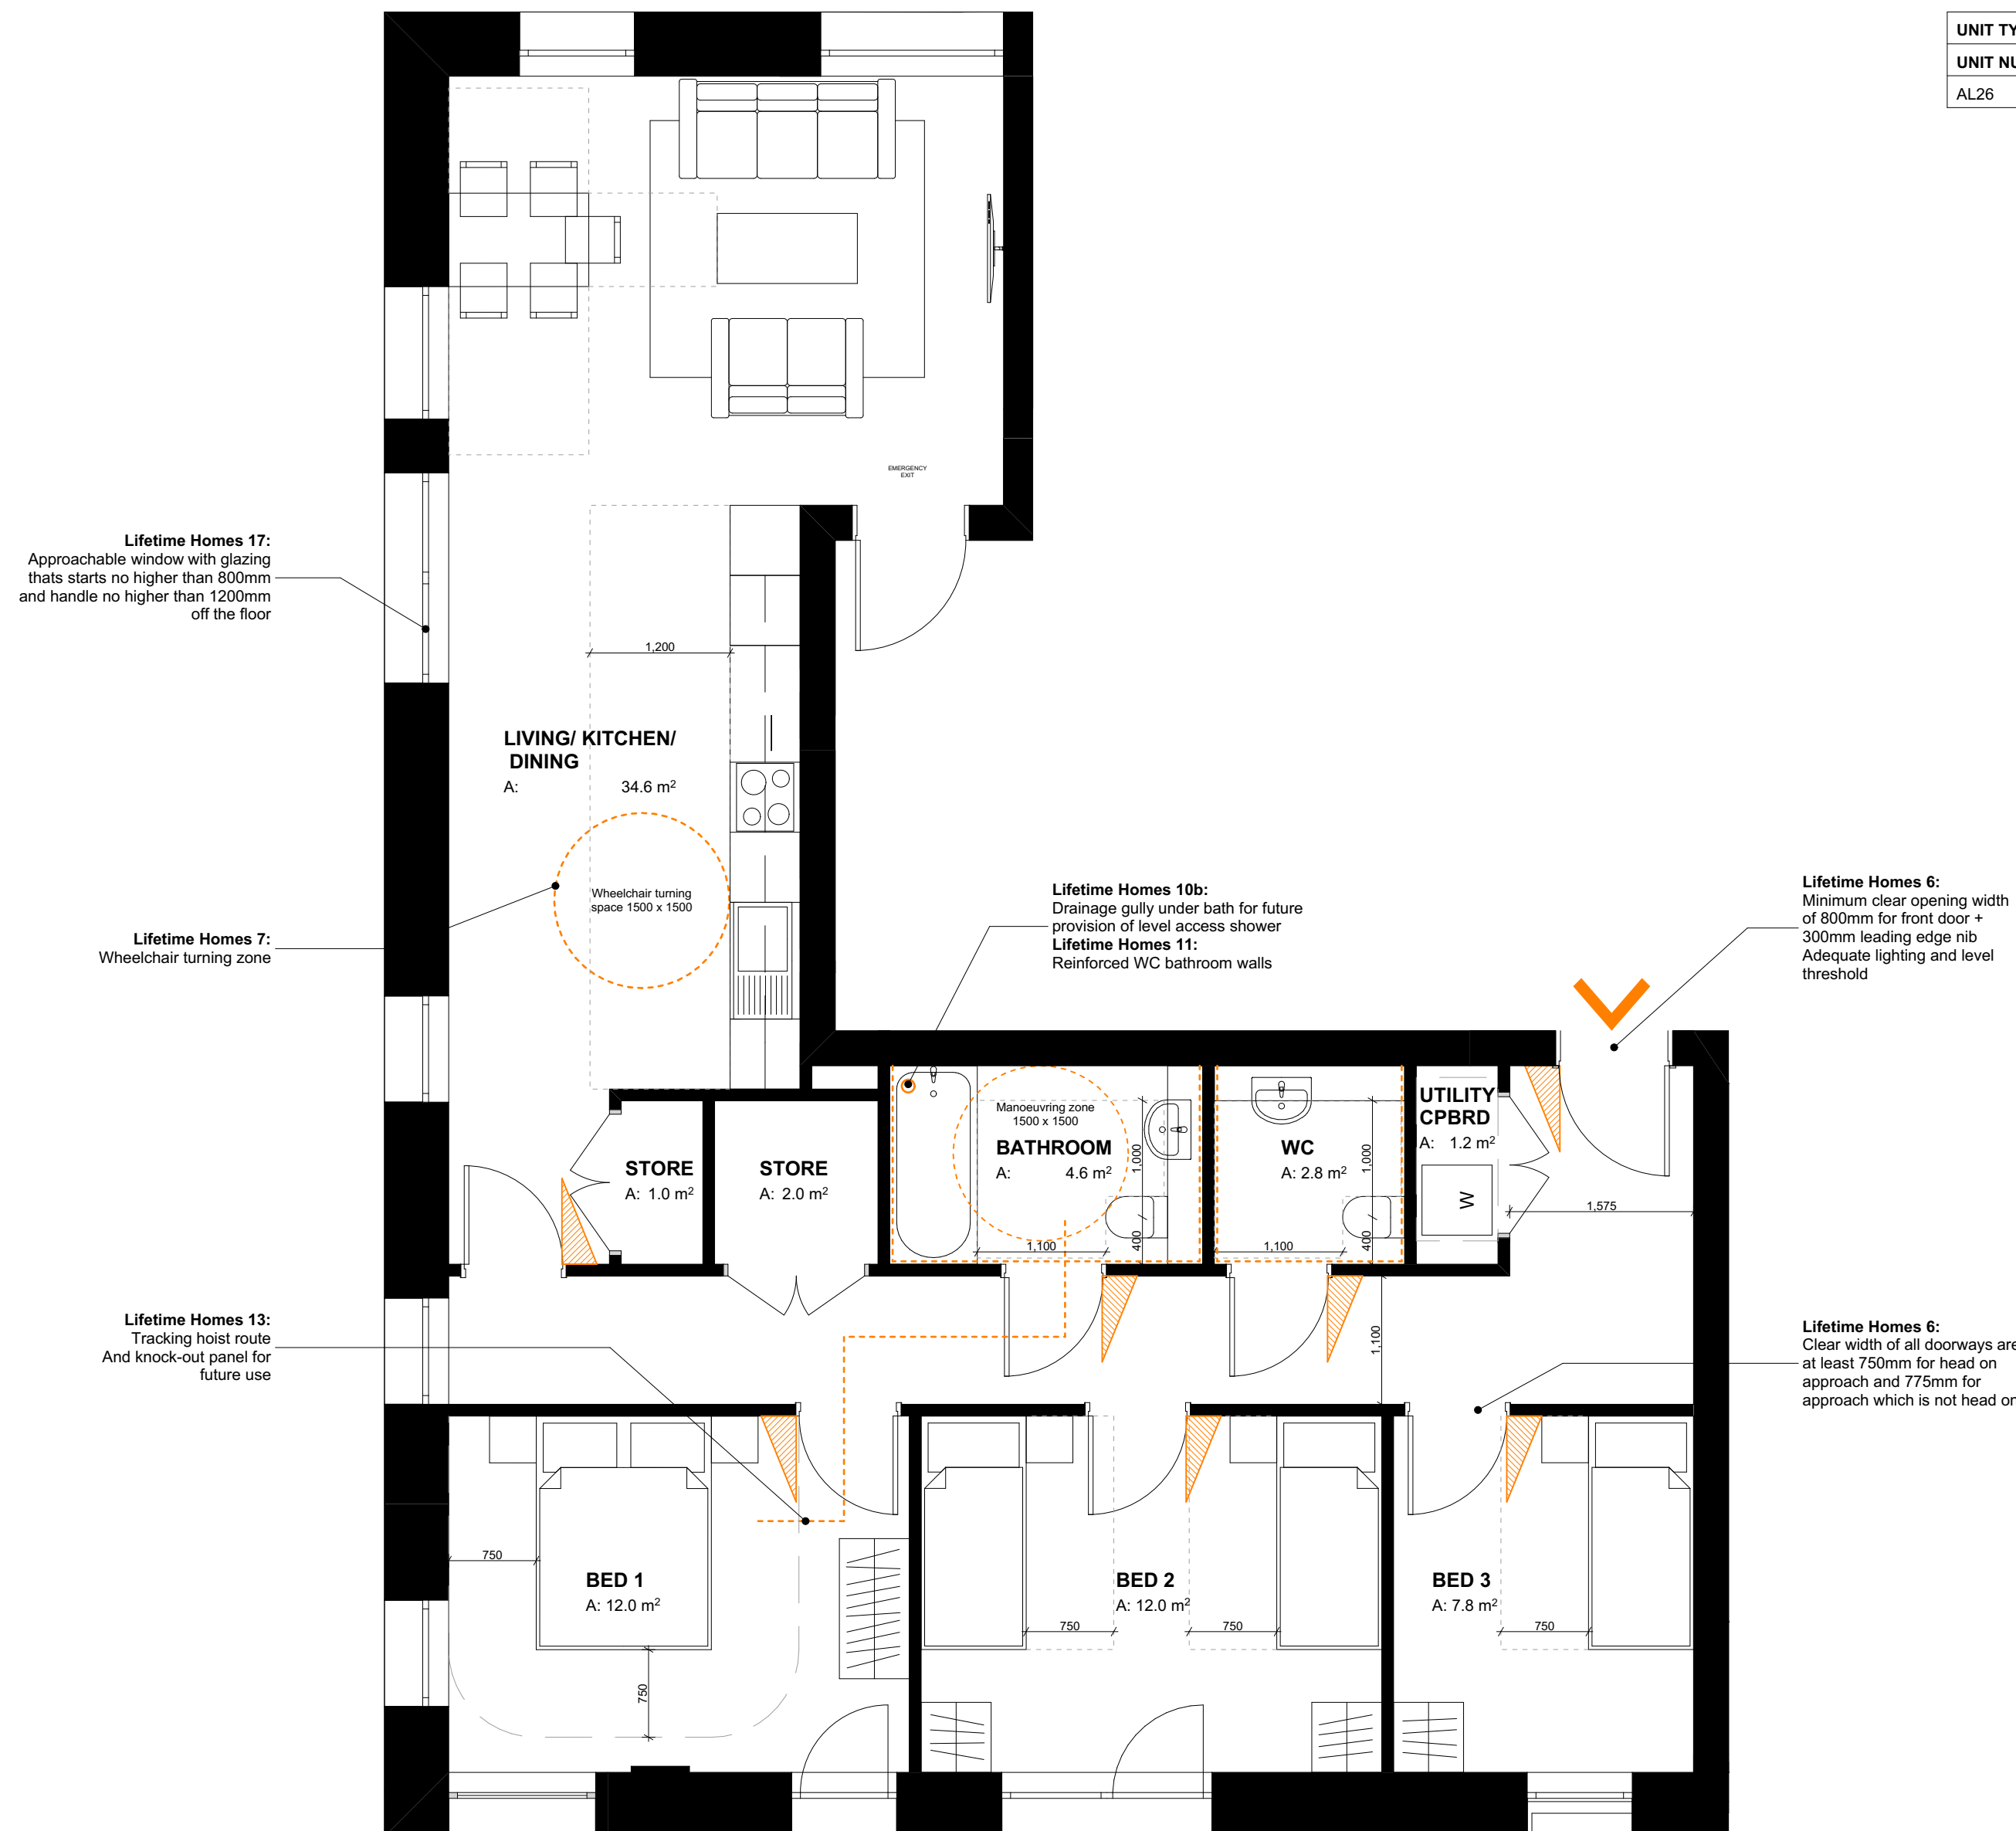 UNIT TY
UNIT NU
AL26
EMERGENCY
EXIT
Lifetime Homes 17:
Approachable window with glazing
thats starts no higher than 800mm
and handle no higher than 1200mm
off the floor
1,200
LIVING/ KITCHEN/
DINING
A: 34.6 m²
Wheelchair turning
space 1500 x 1500
Lifetime Homes 7:
Wheelchair turning zone
Lifetime Homes 10b:
Drainage gully under bath for future
provision of level access shower
Lifetime Homes 11:
Reinforced WC bathroom walls
Lifetime Homes 6:
Minimum clear opening width
of 800mm for front door +
300mm leading edge nib
Adequate lighting and level
threshold
STORE
A: 1.0 m²
STORE
A: 2.0 m²
Manoeuvring zone
1500 x 1500
BATHROOM
A: 4.6 m²
1,000
1,100
400
WC
A: 2.8 m²
1,000
1,100
400
UTILITY
CPBRD
A: 1.2 m²
W
1,575
1,100
Lifetime Homes 13:
Tracking hoist route
And knock-out panel for
future use
Lifetime Homes 6:
Clear width of all doorways are
at least 750mm for head on
approach and 775mm for
approach which is not head on
750
BED 1
A: 12.0 m²
750
BED 2
A: 12.0 m²
750
750
BED 3
A: 7.8 m²
750